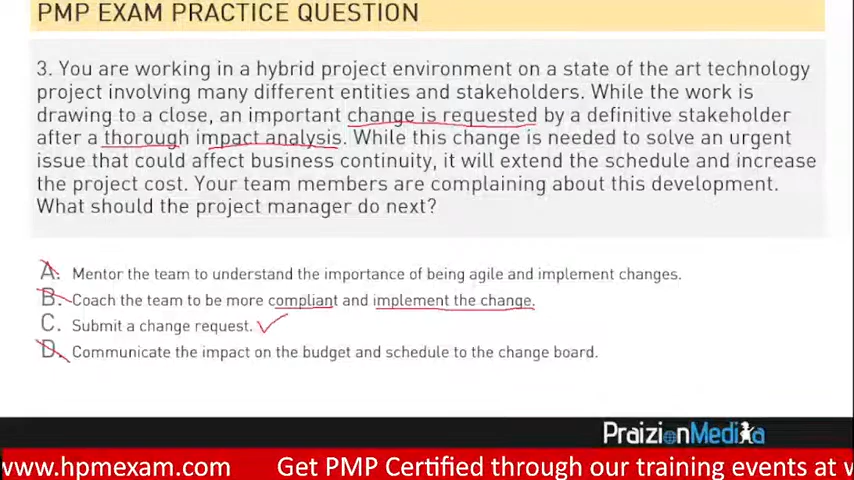 PMP EXAM PRACTICE QUESTION
3. You are working in a hybrid project environment on a state of the art technology
project involving many different entities and stakeholders. While the work is
drawing to a close, an important change is requested by a definitive stakeholder
after a thorough impact analysis. While this change is needed to solve an urgent
issue that could affect business continuity, it will extend the schedule and increase
the project cost. Your team members are complaining about this development.
What should the project manager do next?
A. Mentor the team to understand the importance of being agile and implement changes.
B. Coach the team to be more compliant and implement the change.
C. Submit a change request.
D. Communicate the impact on the budget and schedule to the change board.
PraizionMedia
www.hpmexam.com Get PMP Certified through our training events at w